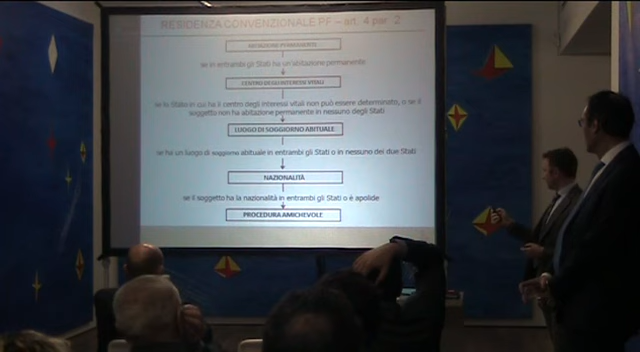 RESIDENZA CONVENZIONALE PF – art. 4 par. 2
ABITAZIONE PERMANENTE
se in entrambi gli Stati ha un'abitazione permanente
CENTRO DEGLI INTERESSI VITALI
se lo Stato in cui ha il centro degli interessi vitali non può essere determinato, o se il
soggetto non ha abitazione permanente in nessuno degli Stati
LUOGO DI SOGGIORNO ABITUALE
se ha un luogo di soggiorno abituale in entrambi gli Stati o in nessuno dei due Stati
NAZIONALITÀ
se il soggetto ha la nazionalità in entrambi gli Stati o è apolide
PROCEDURA AMICHEVOLE